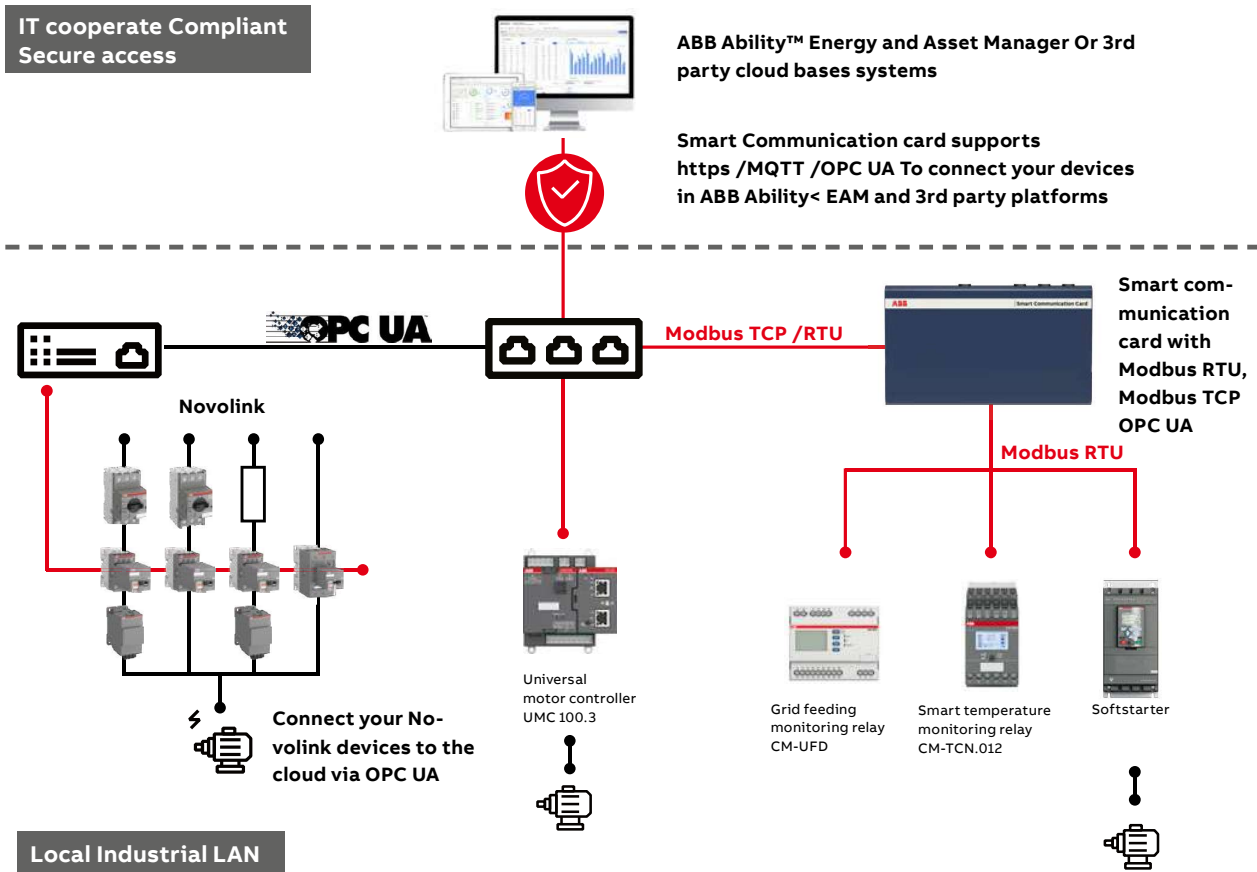 IT cooperate Compliant
Secure access
ABB Ability™ Energy and Asset Manager Or 3rd
party cloud bases systems
Smart Communication card supports
https /MQTT /OPC UA To connect your devices
in ABB Ability< EAM and 3rd party platforms
OPC UA
Modbus TCP /RTU
ABB
Smart Communication Card
Smart com-
munication
card with
Modbus RTU,
Modbus TCP
OPC UA
Novolink
Modbus RTU
Universal
motor controller
UMC 100.3
Grid feeding
monitoring relay
CM-UFD
Smart temperature
monitoring relay
CM-TCN.012
Softstarter
Connect your No-
volink devices to the
cloud via OPC UA
Local Industrial LAN